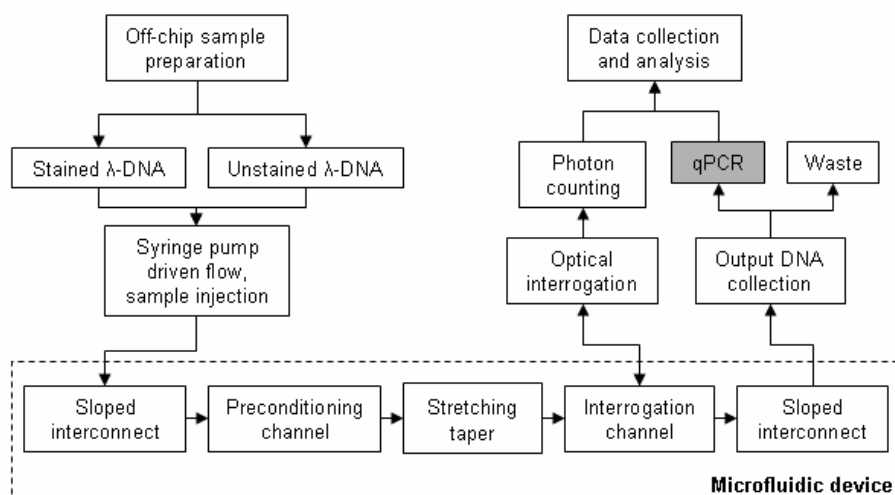 Off-chip sample
preparation
Data collection
and analysis
Stained λ-DNA
Unstained λ-DNA
Photon
counting
qPCR
Waste
Syringe pump
driven flow,
sample injection
Optical
interrogation
Output DNA
collection
Sloped
interconnect
Preconditioning
channel
Stretching
taper
Interrogation
channel
Sloped
interconnect
Microfluidic device